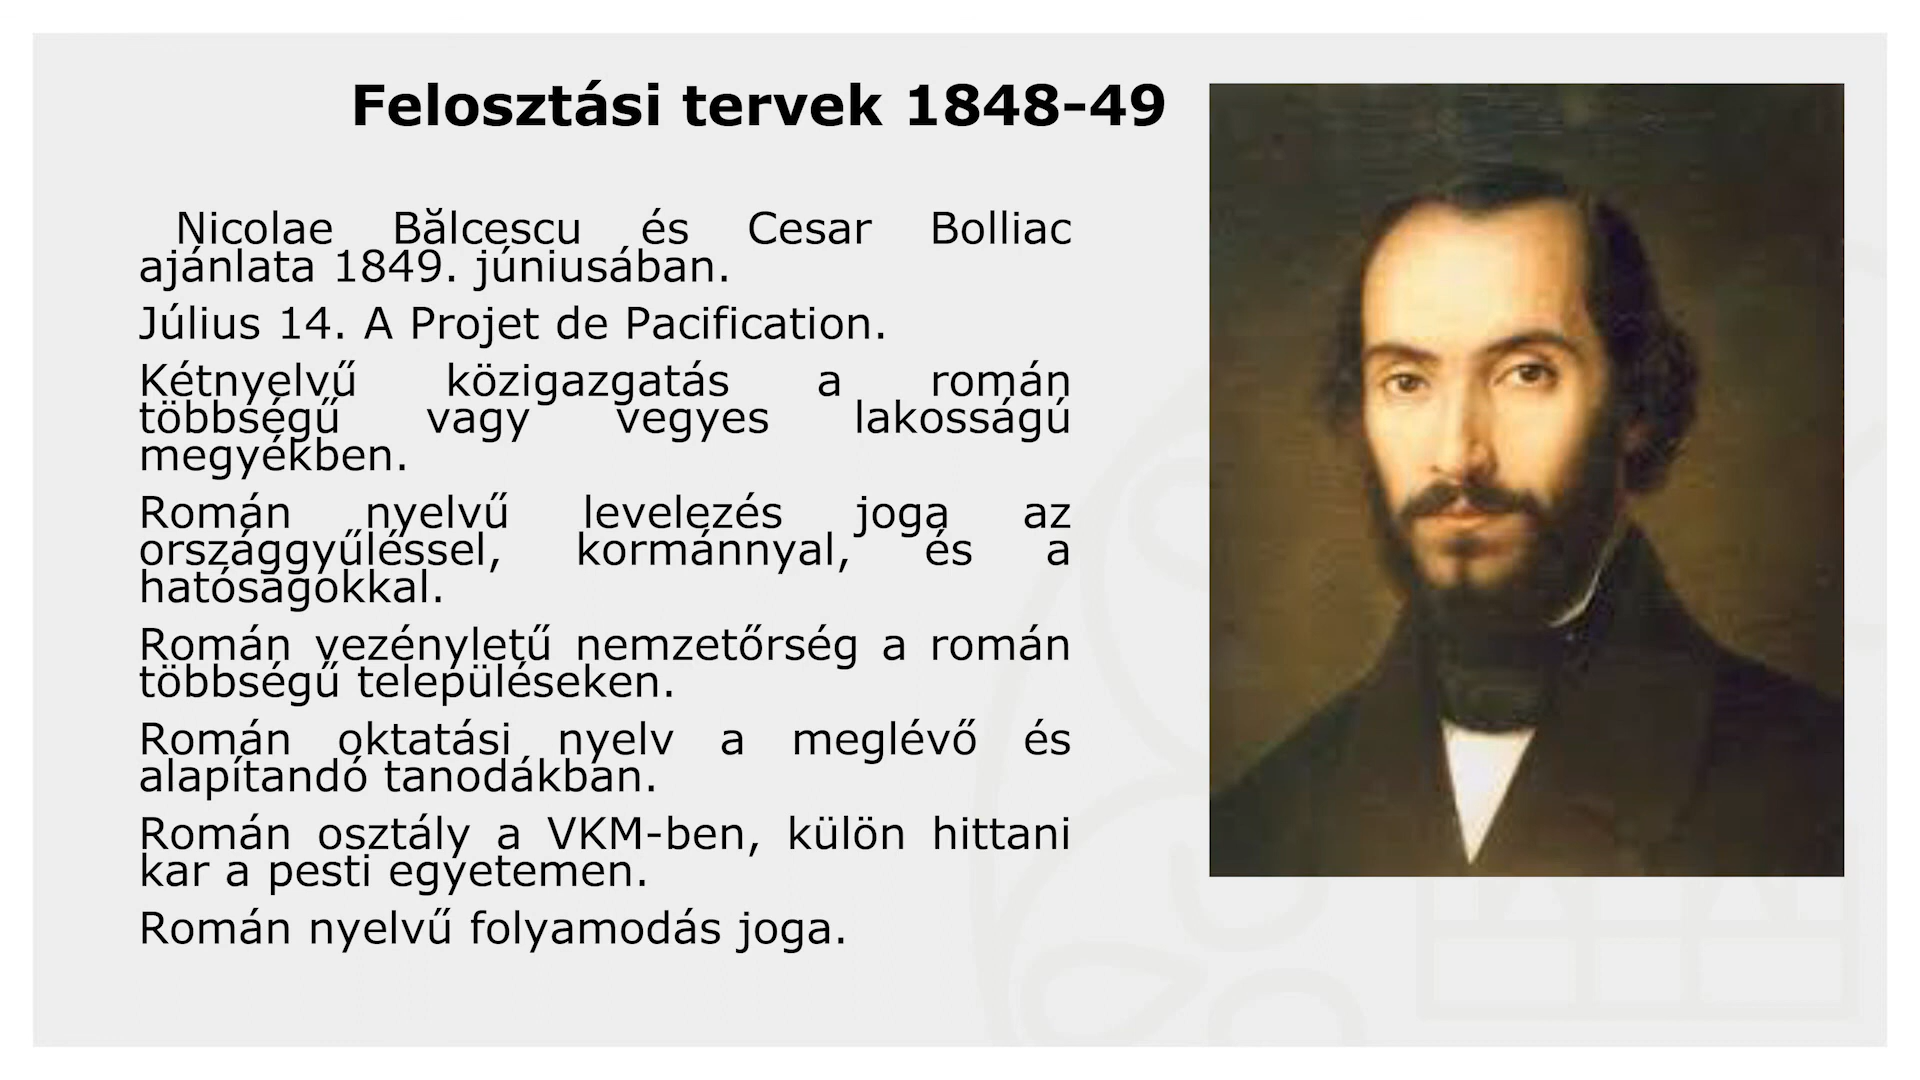 Felosztási tervek 1848-49
Nicolae Bălcescu és Cesar Bolliac
ajánlata 1849. júniusában.
Július 14. A Projet de Pacification.
Kétnyelvű közigazgatás a román
többségű vagy vegyes lakosságú
megyékben.
Román nyelvű levelezés joga az
országgyűléssel, kormánnyal, és a
hatóságokkal.
Román vezényletű nemzetőrség a román
többségű településeken.
Román oktatási nyelv a meglévő és
alapítandó tanodákban.
Román osztály a VKM-ben, külön hittani
kar a pesti egyetemen.
Román nyelvű folyamodás joga.